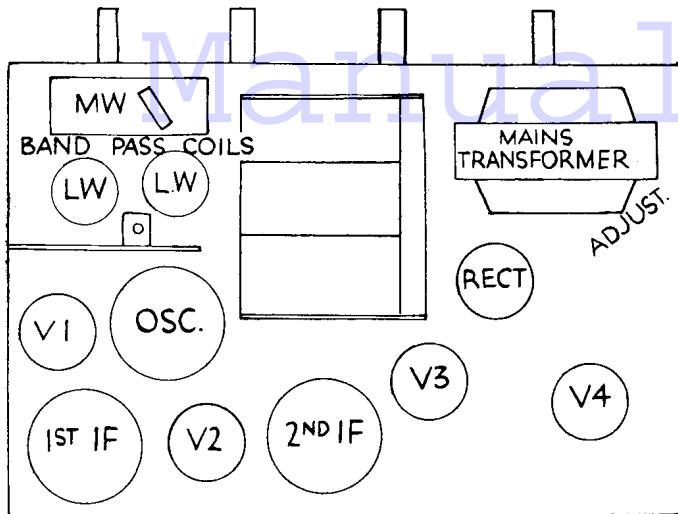 Manual
MW
BAND PASS COILS
LW
L.W
MAINS
TRANSFORMER
ADJUST.
RECT
V1
OSC.
V3
V4
1ST IF
V2
2ND IF